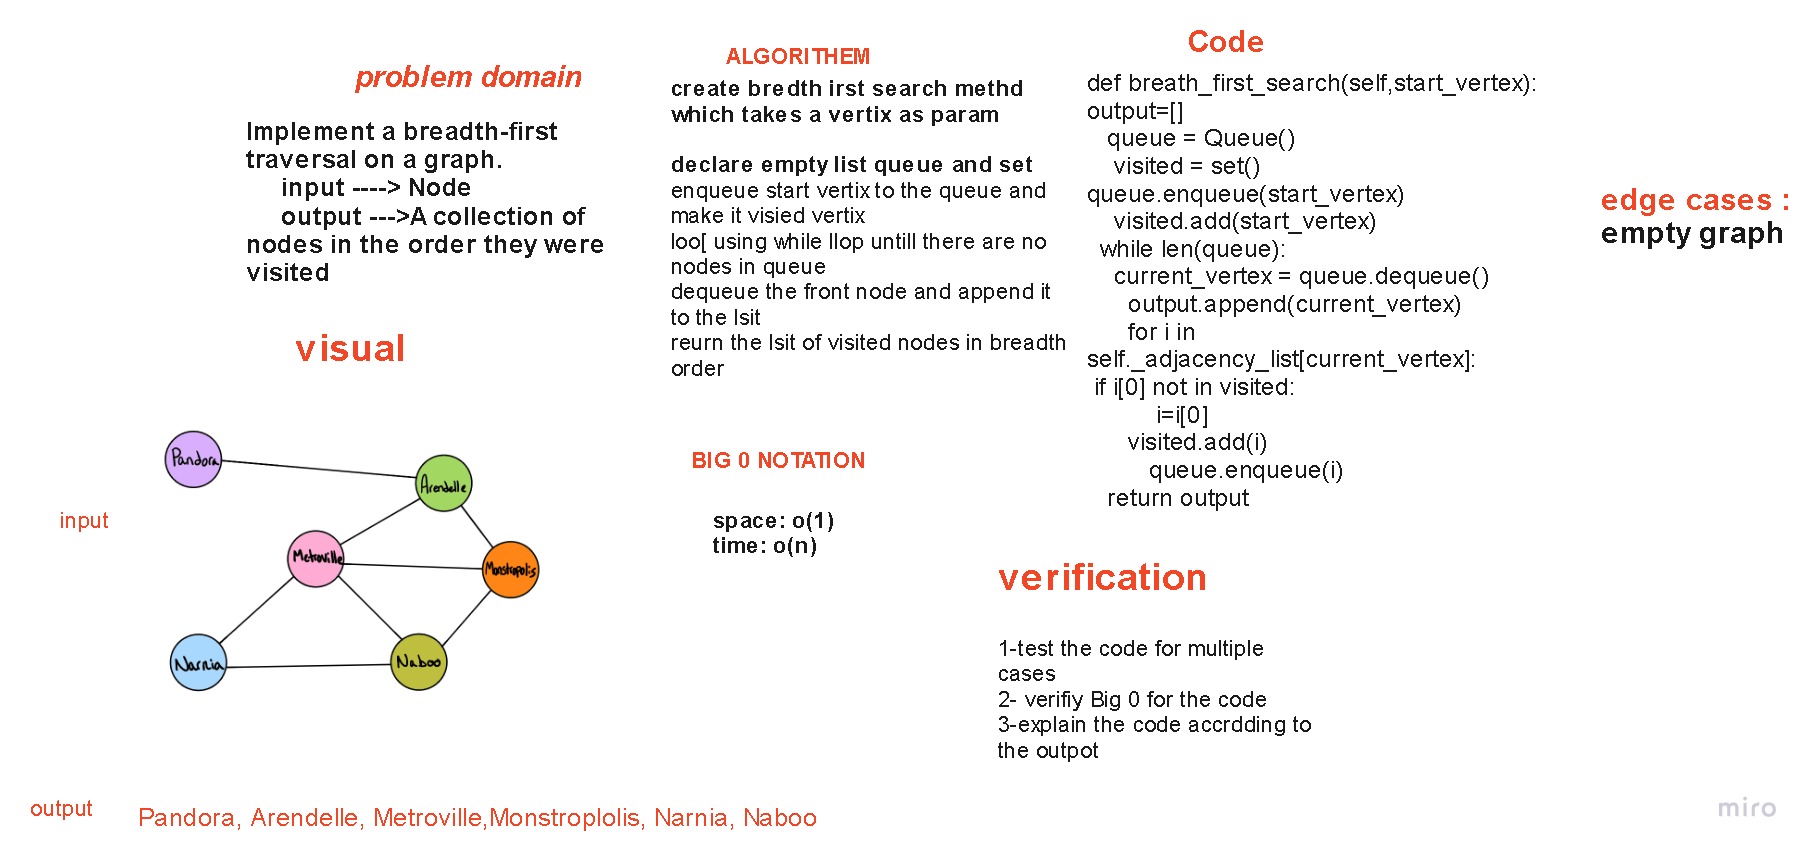 problem domain
Implement a breadth-first
traversal on a graph.
input ----> Node
output --->A collection of
nodes in the order they were
visited
visual
input
Pandora
Arendelle
Metroville
Monstropolis
Narnia
Naboo
output
Pandora, Arendelle, Metroville,Monstroplolis, Narnia, Naboo
ALGORITHEM
create bredth irst search methd
which takes a vertix as param
declare empty list queue and set
enqueue start vertix to the queue and
make it visied vertix
loo[ using while llop untill there are no
nodes in queue
dequeue the front node and append it
to the lsit
reurn the lsit of visited nodes in breadth
order
BIG 0 NOTATION
space: o(1)
time: o(n)
Code
def breath_first_search(self,start_vertex):
output=[]
queue = Queue()
visited = set()
queue.enqueue(start_vertex)
visited.add(start_vertex)
while len(queue):
current_vertex = queue.dequeue()
output.append(current_vertex)
for i in
self._adjacency_list[current_vertex]:
if i[0] not in visited:
i=i[0]
visited.add(i)
queue.enqueue(i)
return output
verification
1-test the code for multiple
cases
2- verifiy Big 0 for the code
3-explain the code accrdding to
the outpot
edge cases :
empty graph
miro